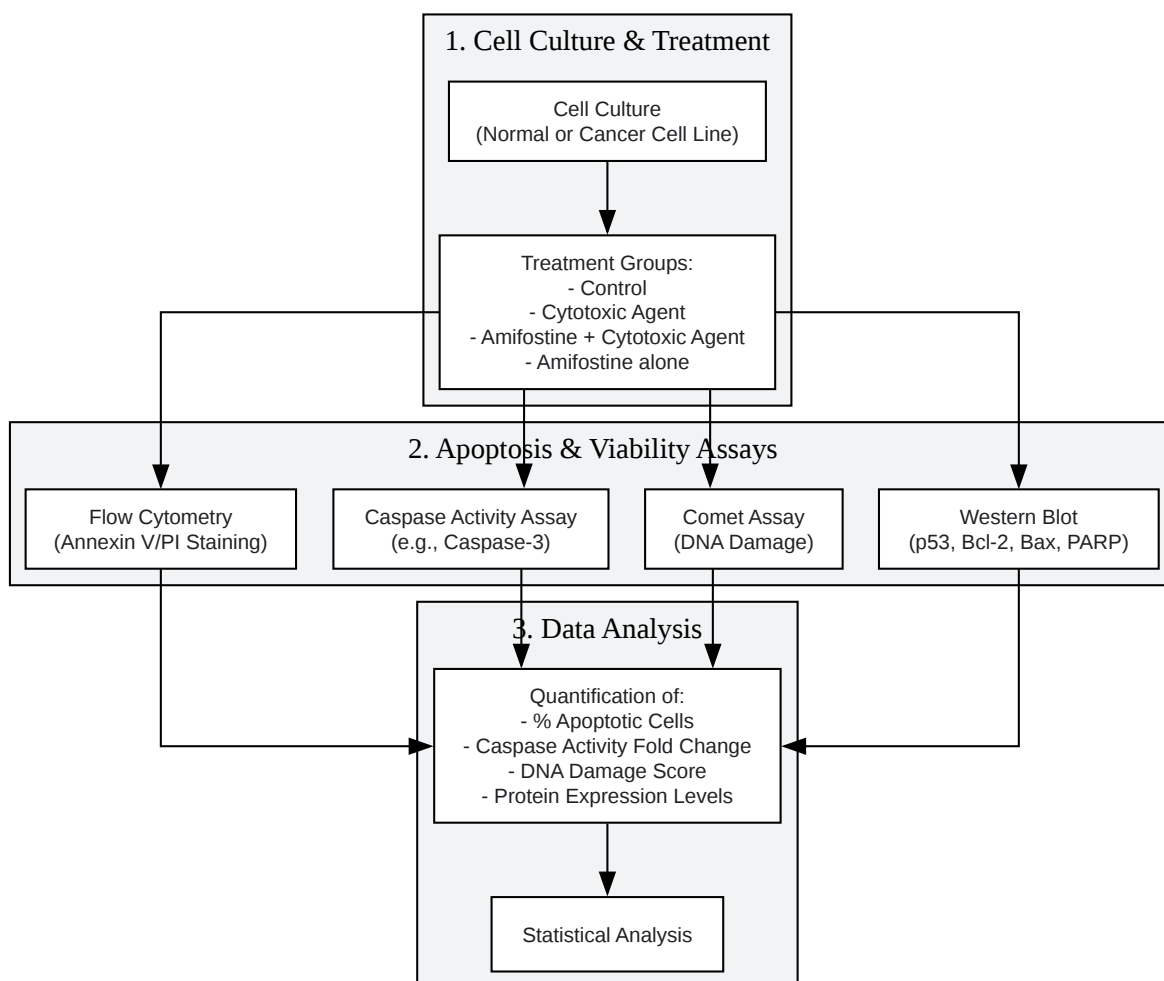 1. Cell Culture & Treatment
Cell Culture
(Normal or Cancer Cell Line)
Treatment Groups:
- Control
- Cytotoxic Agent
- Amifostine + Cytotoxic Agent
- Amifostine alone
2. Apoptosis & Viability Assays
Flow Cytometry
(Annexin V/PI Staining)
Caspase Activity Assay
(e.g., Caspase-3)
Comet Assay
(DNA Damage)
Western Blot
(p53, Bcl-2, Bax, PARP)
3. Data Analysis
Quantification of:
- % Apoptotic Cells
- Caspase Activity Fold Change
- DNA Damage Score
- Protein Expression Levels
Statistical Analysis